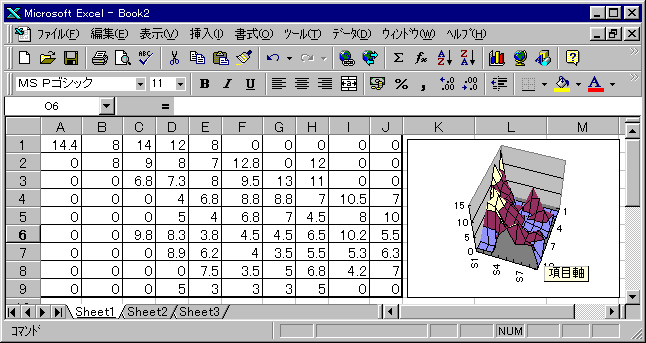 Microsoft Excel - Book2
ファイル(F) 編集(E) 表示(V) 挿入(I) 書式(O) ツール(T) データ(D) ウィンドウ(W) ヘルプ(H)
ABC Σ fx A Z Z A
MS Pゴシック 11 B I U % , A
O6 =
A B C D E F G H I J K L M
1 14.4 8 14 12 8 0 0 0 0 0
2 0 8 9 8 7 12.8 0 12 0 0
3 0 0 6.8 7.3 8 9.5 13 11 0 0
4 0 0 0 4 6.8 8.8 8.8 7 10.5 7
5 0 0 0 5 4 6.8 7 4.5 8 10
6 0 0 9.8 8.3 3.8 4.5 4.5 6.5 10.2 5.5
7 0 0 0 8.9 6.2 4 3.5 5.5 5.3 6.3
8 0 0 0 0 7.5 3.5 5 6.8 4.2 7
9 0 0 0 5 3 3 3 5 0 0
15
10
5
0
S1 S4 S7
1
4
項目軸
Sheet1 Sheet2 Sheet3
コマンド NUM